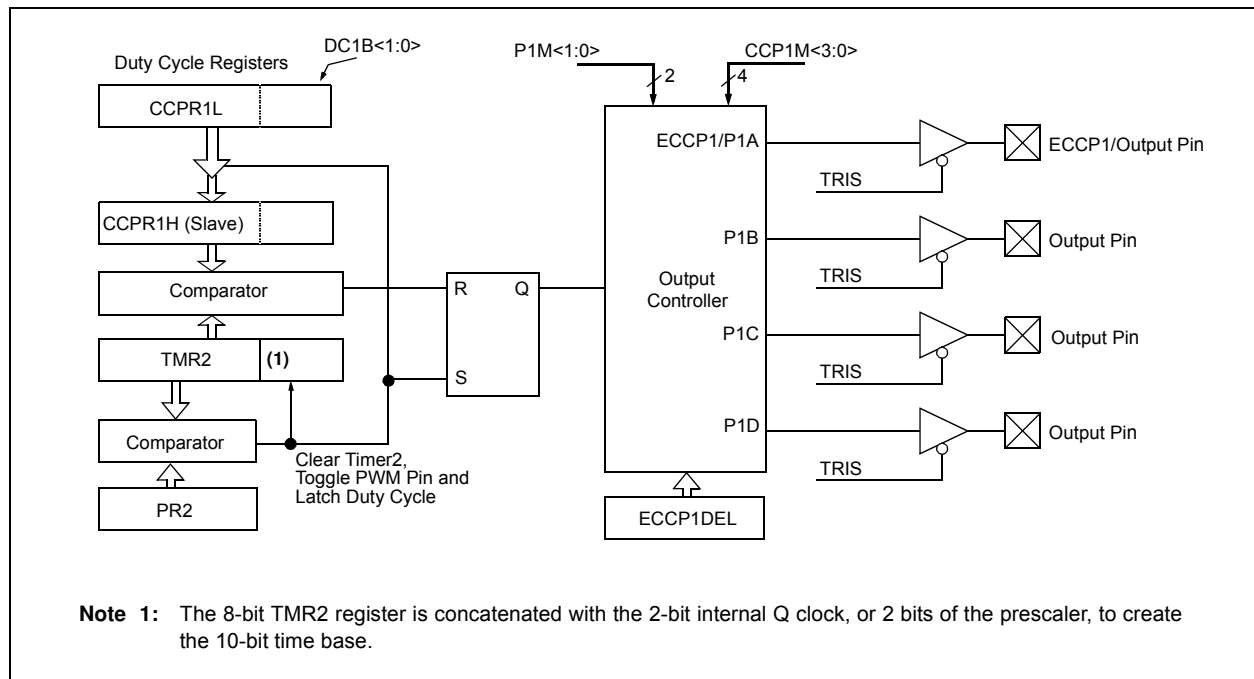 DC1B<1:0>
Duty Cycle Registers
CCPR1L
CCPR1H (Slave)
Comparator
TMR2
(1)
Comparator
PR2
Clear Timer2,
Toggle PWM Pin and
Latch Duty Cycle
R
Q
S
P1M<1:0>
2
CCP1M<3:0>
4
ECCP1/P1A
P1B
Output
Controller
P1C
P1D
ECCP1DEL
TRIS
ECCP1/Output Pin
TRIS
Output Pin
TRIS
Output Pin
TRIS
Output Pin
Note 1: The 8-bit TMR2 register is concatenated with the 2-bit internal Q clock, or 2 bits of the prescaler, to create
the 10-bit time base.